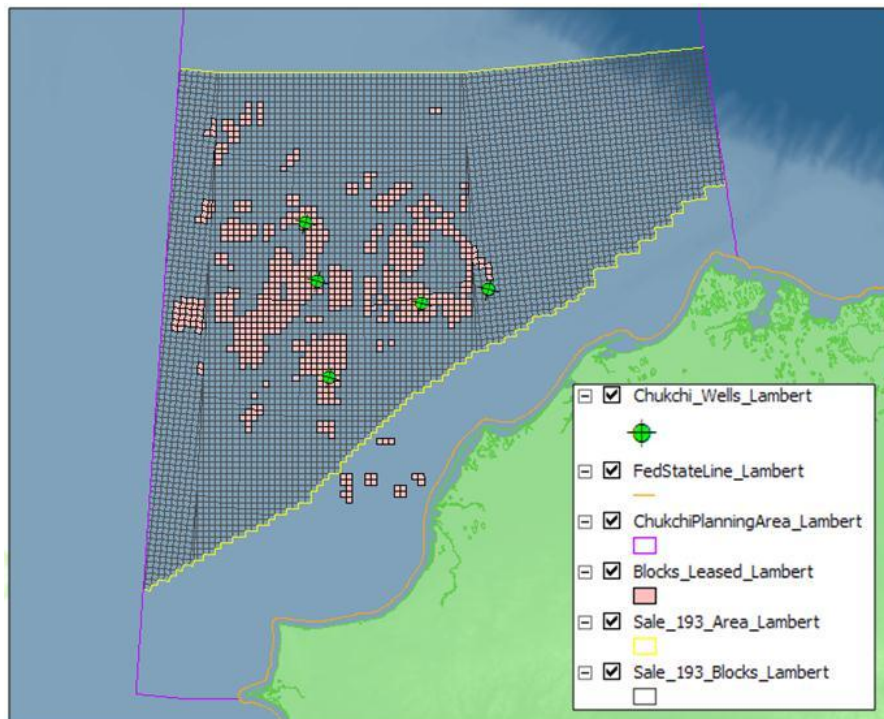 Chukchi_Wells_Lambert
FedStateLine_Lambert
ChukchiPlanningArea_Lambert
Blocks_Leased_Lambert
Sale_193_Area_Lambert
Sale_193_Blocks_Lambert